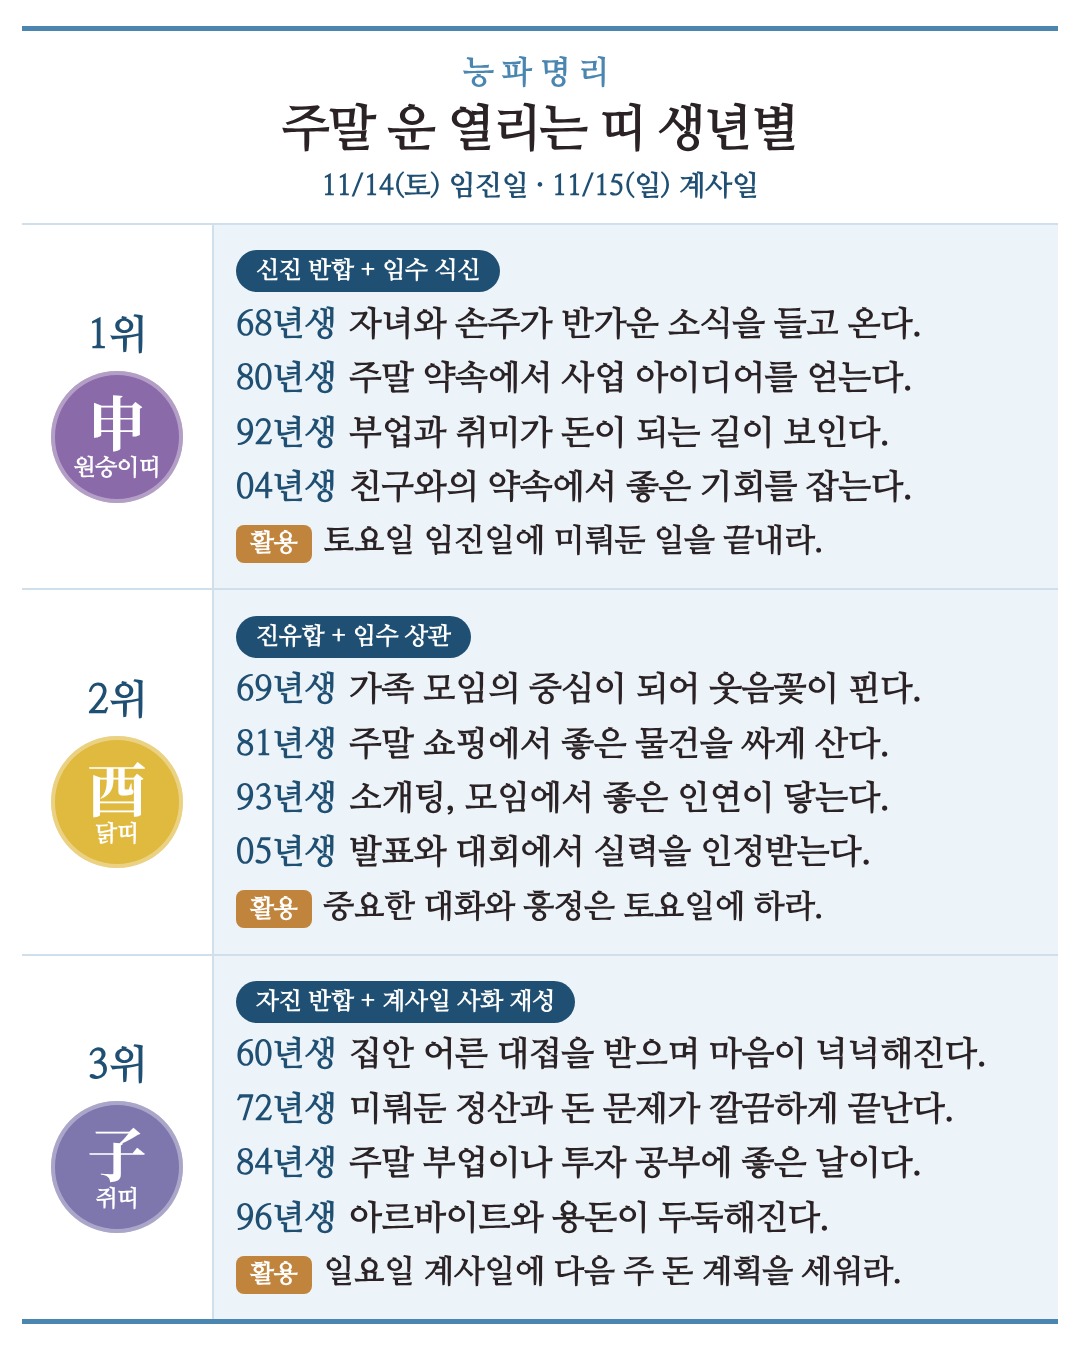 능파명리
주말 운 열리는 띠 생년별
11/14(토) 임진일 · 11/15(일) 계사일
1위
申
원숭이띠
신진 반합 + 임수 식신
68년생 자녀와 손주가 반가운 소식을 들고 온다.
80년생 주말 약속에서 사업 아이디어를 얻는다.
92년생 부업과 취미가 돈이 되는 길이 보인다.
04년생 친구와의 약속에서 좋은 기회를 잡는다.
활용 토요일 임진일에 미뤄둔 일을 끝내라.
2위
酉
닭띠
진유합 + 임수 상관
69년생 가족 모임의 중심이 되어 웃음꽃이 핀다.
81년생 주말 쇼핑에서 좋은 물건을 싸게 산다.
93년생 소개팅, 모임에서 좋은 인연이 닿는다.
05년생 발표와 대회에서 실력을 인정받는다.
활용 중요한 대화와 흥정은 토요일에 하라.
3위
子
쥐띠
자진 반합 + 계사일 사화 재성
60년생 집안 어른 대접을 받으며 마음이 넉넉해진다.
72년생 미뤄둔 정산과 돈 문제가 깔끔하게 끝난다.
84년생 주말 부업이나 투자 공부에 좋은 날이다.
96년생 아르바이트와 용돈이 두둑해진다.
활용 일요일 계사일에 다음 주 돈 계획을 세워라.